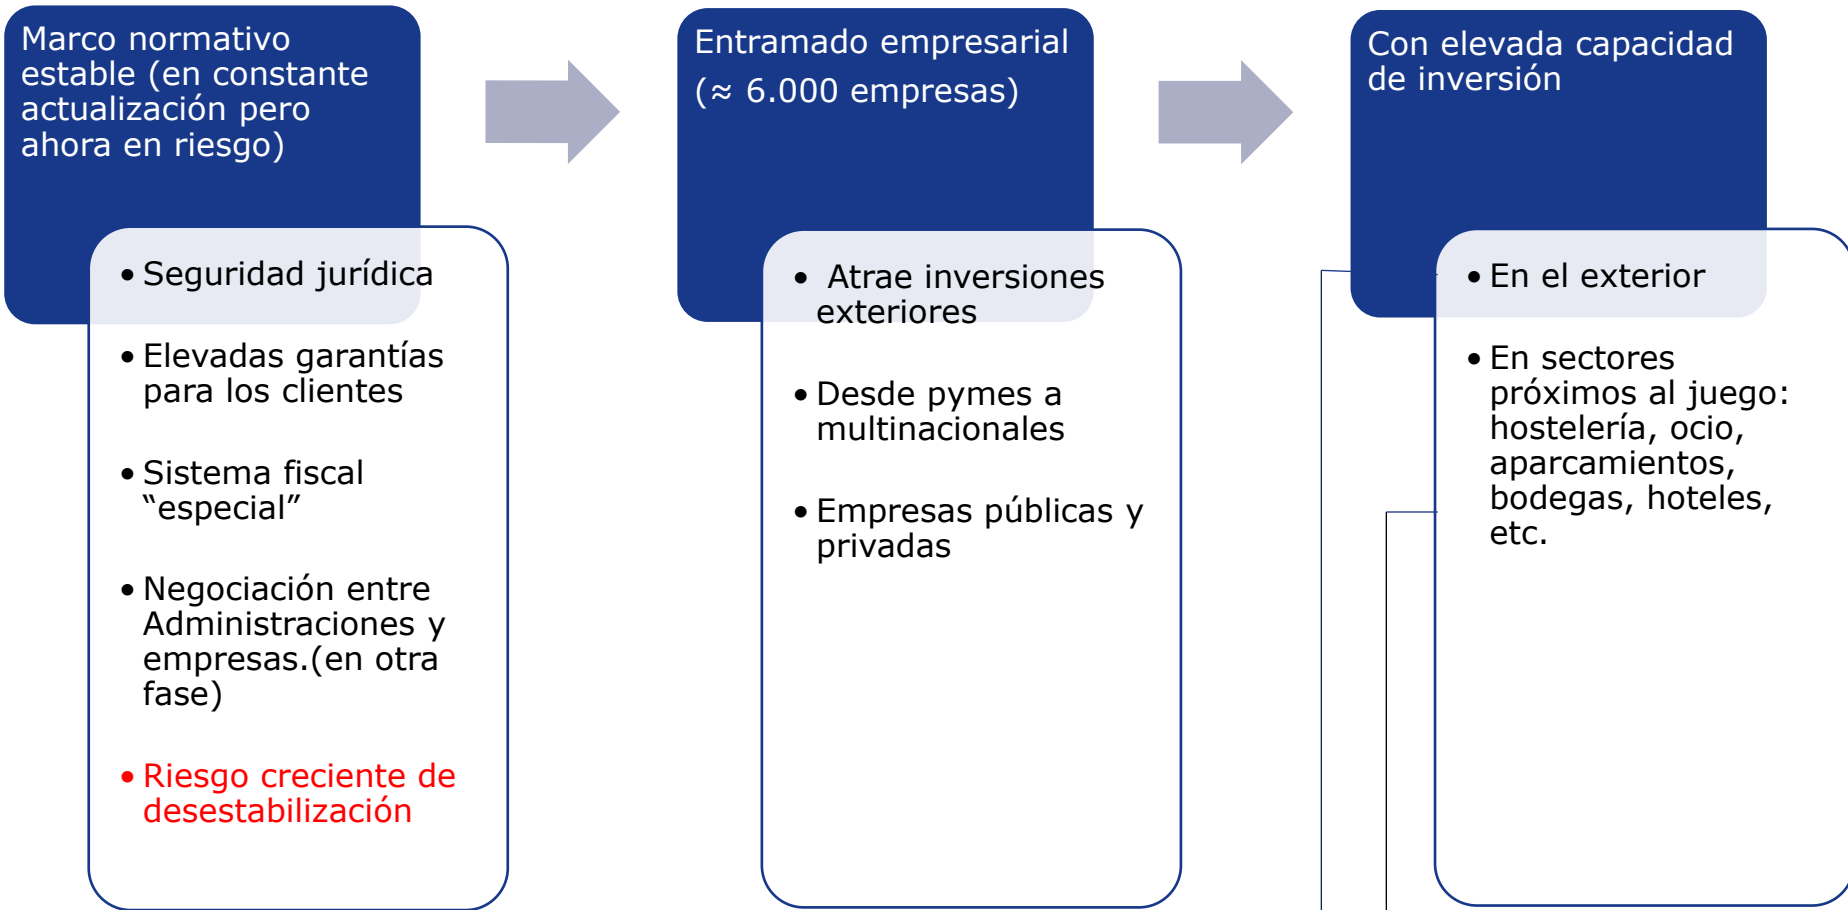 Marco normativo
estable (en constante
actualización pero
ahora en riesgo)
• Seguridad jurídica
• Elevadas garantías
para los clientes
• Sistema fiscal
“especial”
• Negociación entre
Administraciones y
empresas.(en otra
fase)
• Riesgo creciente de
desestabilización
Entramado empresarial
(≈ 6.000 empresas)
• Atrae inversiones
exteriores
• Desde pymes a
multinacionales
• Empresas públicas y
privadas
Con elevada capacidad
de inversión
• En el exterior
• En sectores
próximos al juego:
hostelería, ocio,
aparcamientos,
bodegas, hoteles,
etc.